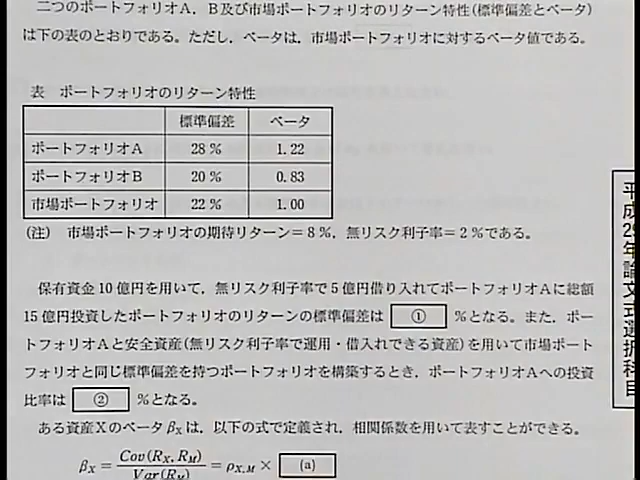 二つのポートフォリオA，B及び市場ポートフォリオのリターン特性(標準偏差とベータ)
は下の表のとおりである。ただし，ベータは，市場ポートフォリオに対するベータ値である。
表　ポートフォリオのリターン特性
標準偏差　ベータ
ポートフォリオA　28 %　1.22
ポートフォリオB　20 %　0.83
市場ポートフォリオ　22 %　1.00
(注)　市場ポートフォリオの期待リターン＝8 %，無リスク利子率＝2 %である。
保有資金10億円を用いて，無リスク利子率で5億円借り入れてポートフォリオAに総額
15億円投資したポートフォリオのリターンの標準偏差は ① %となる。また，ポー
トフォリオAと安全資産(無リスク利子率で運用・借入れできる資産)を用いて市場ポート
フォリオと同じ標準偏差を持つポートフォリオを構築するとき，ポートフォリオAへの投資
比率は ② %となる。
ある資産Xのベータ βX は，以下の式で定義され，相関係数を用いて表すことができる。
βX = Cov(RX, RM) / Var(RM) = ρX,M × (a)
平成29年論文式選択科目